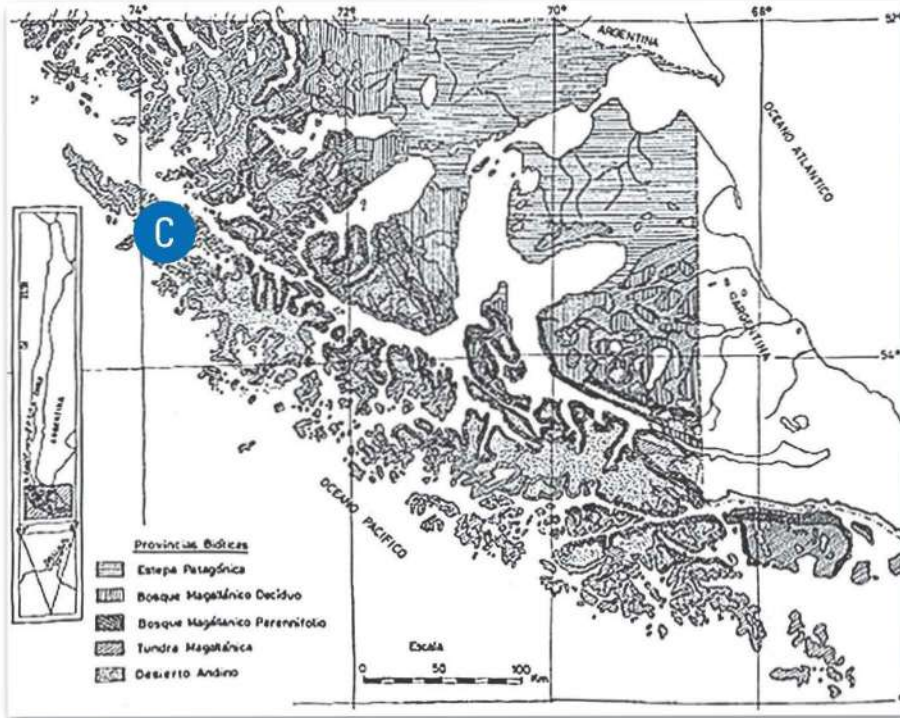 74°
72°
70°
68°
52°
ARGENTINA
OCEANO ATLANTICO
C
ARGENTINA
54°
ARGENTINA
OCEANO PACIFICO
Provincias Bióticas
Estepa Patagónica
Bosque Magallánico Deciduo
Bosque Magallánico Perennifolio
Tundra Magallánica
Desierto Andino
Escala
0 50 100
Km